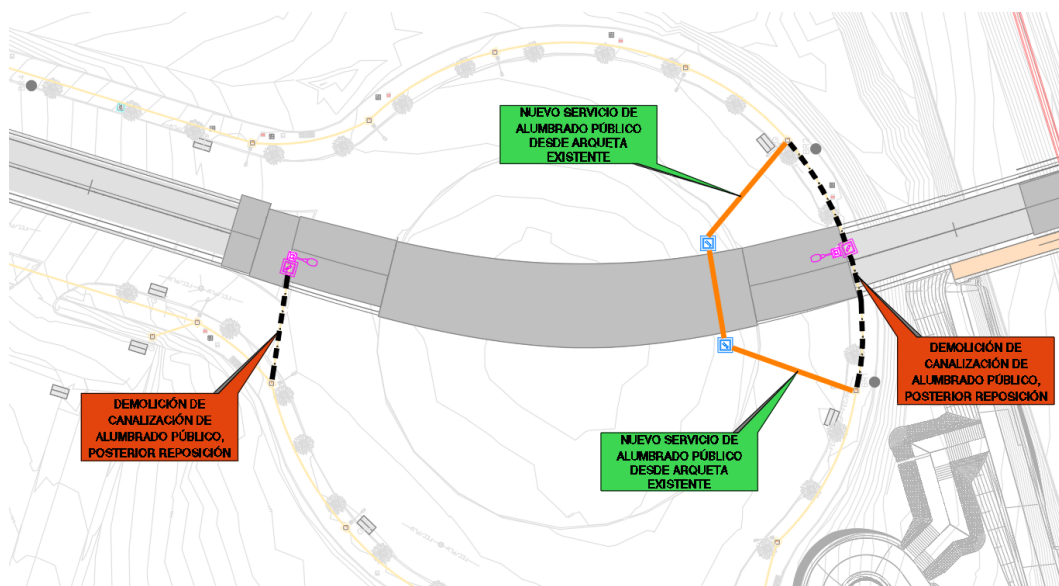 NUEVO SERVICIO DE
ALUMBRADO PÚBLICO
DESDE ARQUETA
EXISTENTE
DEMOLICIÓN DE
CANALIZACIÓN DE
ALUMBRADO PÚBLICO,
POSTERIOR REPOSICIÓN
DEMOLICIÓN DE
CANALIZACIÓN DE
ALUMBRADO PÚBLICO,
POSTERIOR REPOSICIÓN
NUEVO SERVICIO DE
ALUMBRADO PÚBLICO
DESDE ARQUETA
EXISTENTE